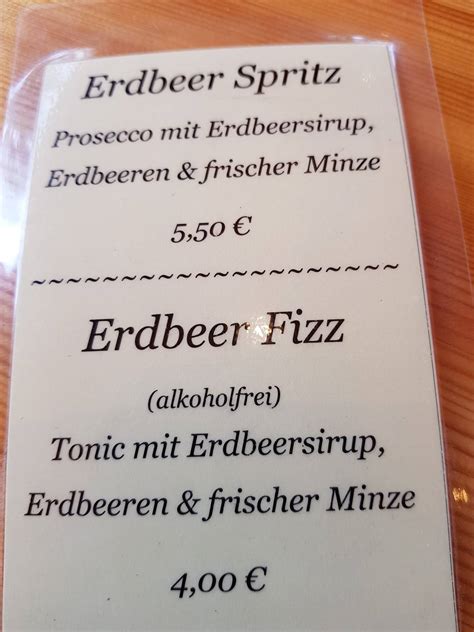 Erdbeer Spritz
Prosecco mit Erdbeersirup,
Erdbeeren & frischer Minze
5,50 €
~~~~~~~~~~~~~~~~~~~~~~
Erdbeer Fizz
(alkoholfrei)
Tonic mit Erdbeersirup,
Erdbeeren & frischer Minze
4,00 €